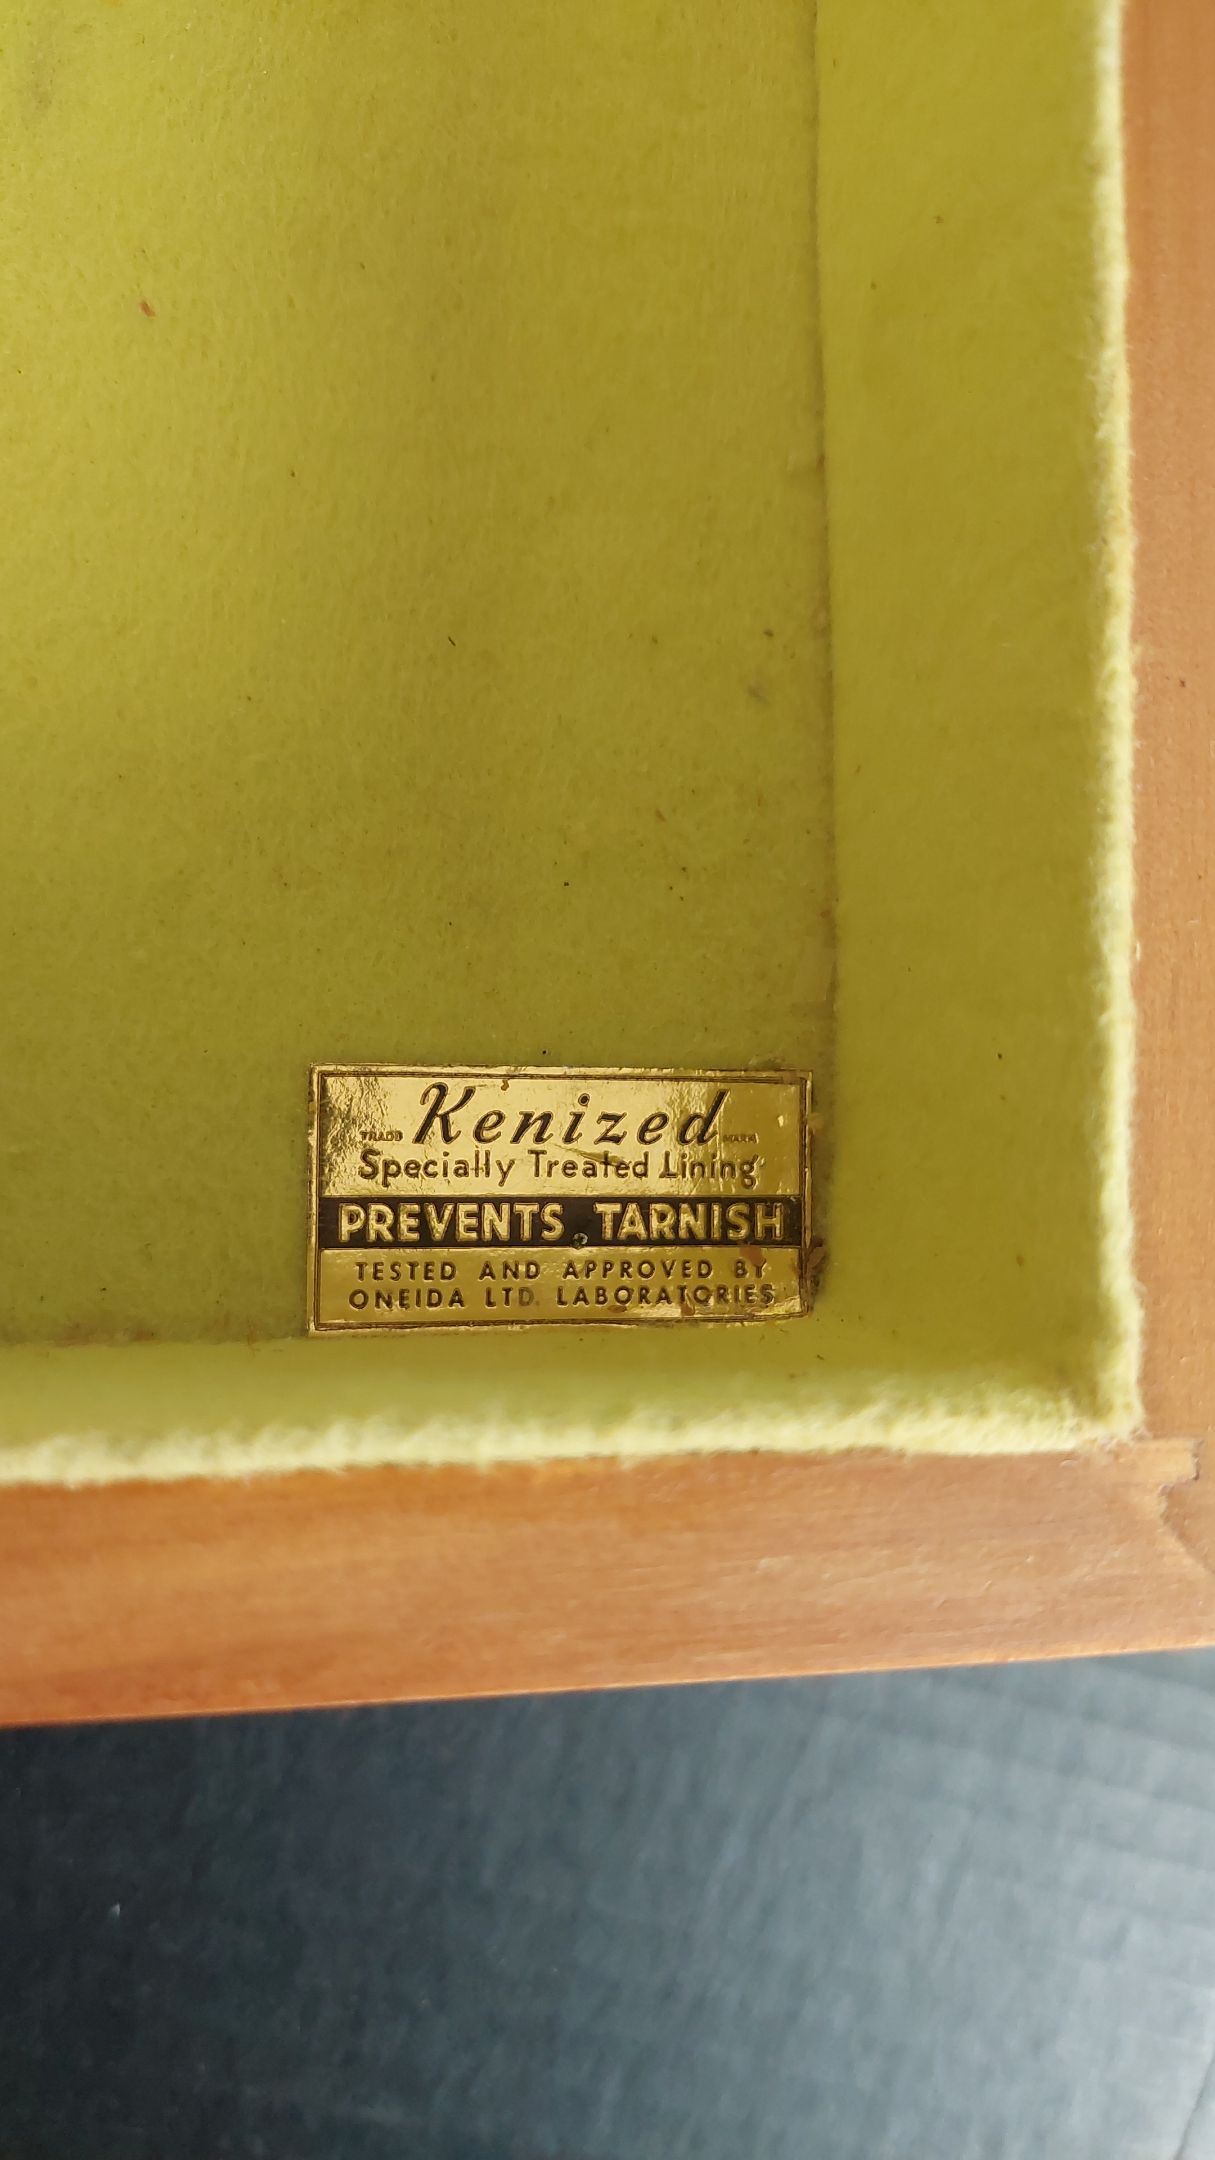 Kenized
TRADE MARK
Specially Treated Lining
PREVENTS TARNISH
TESTED AND APPROVED BY
ONEIDA LTD. LABORATORIES